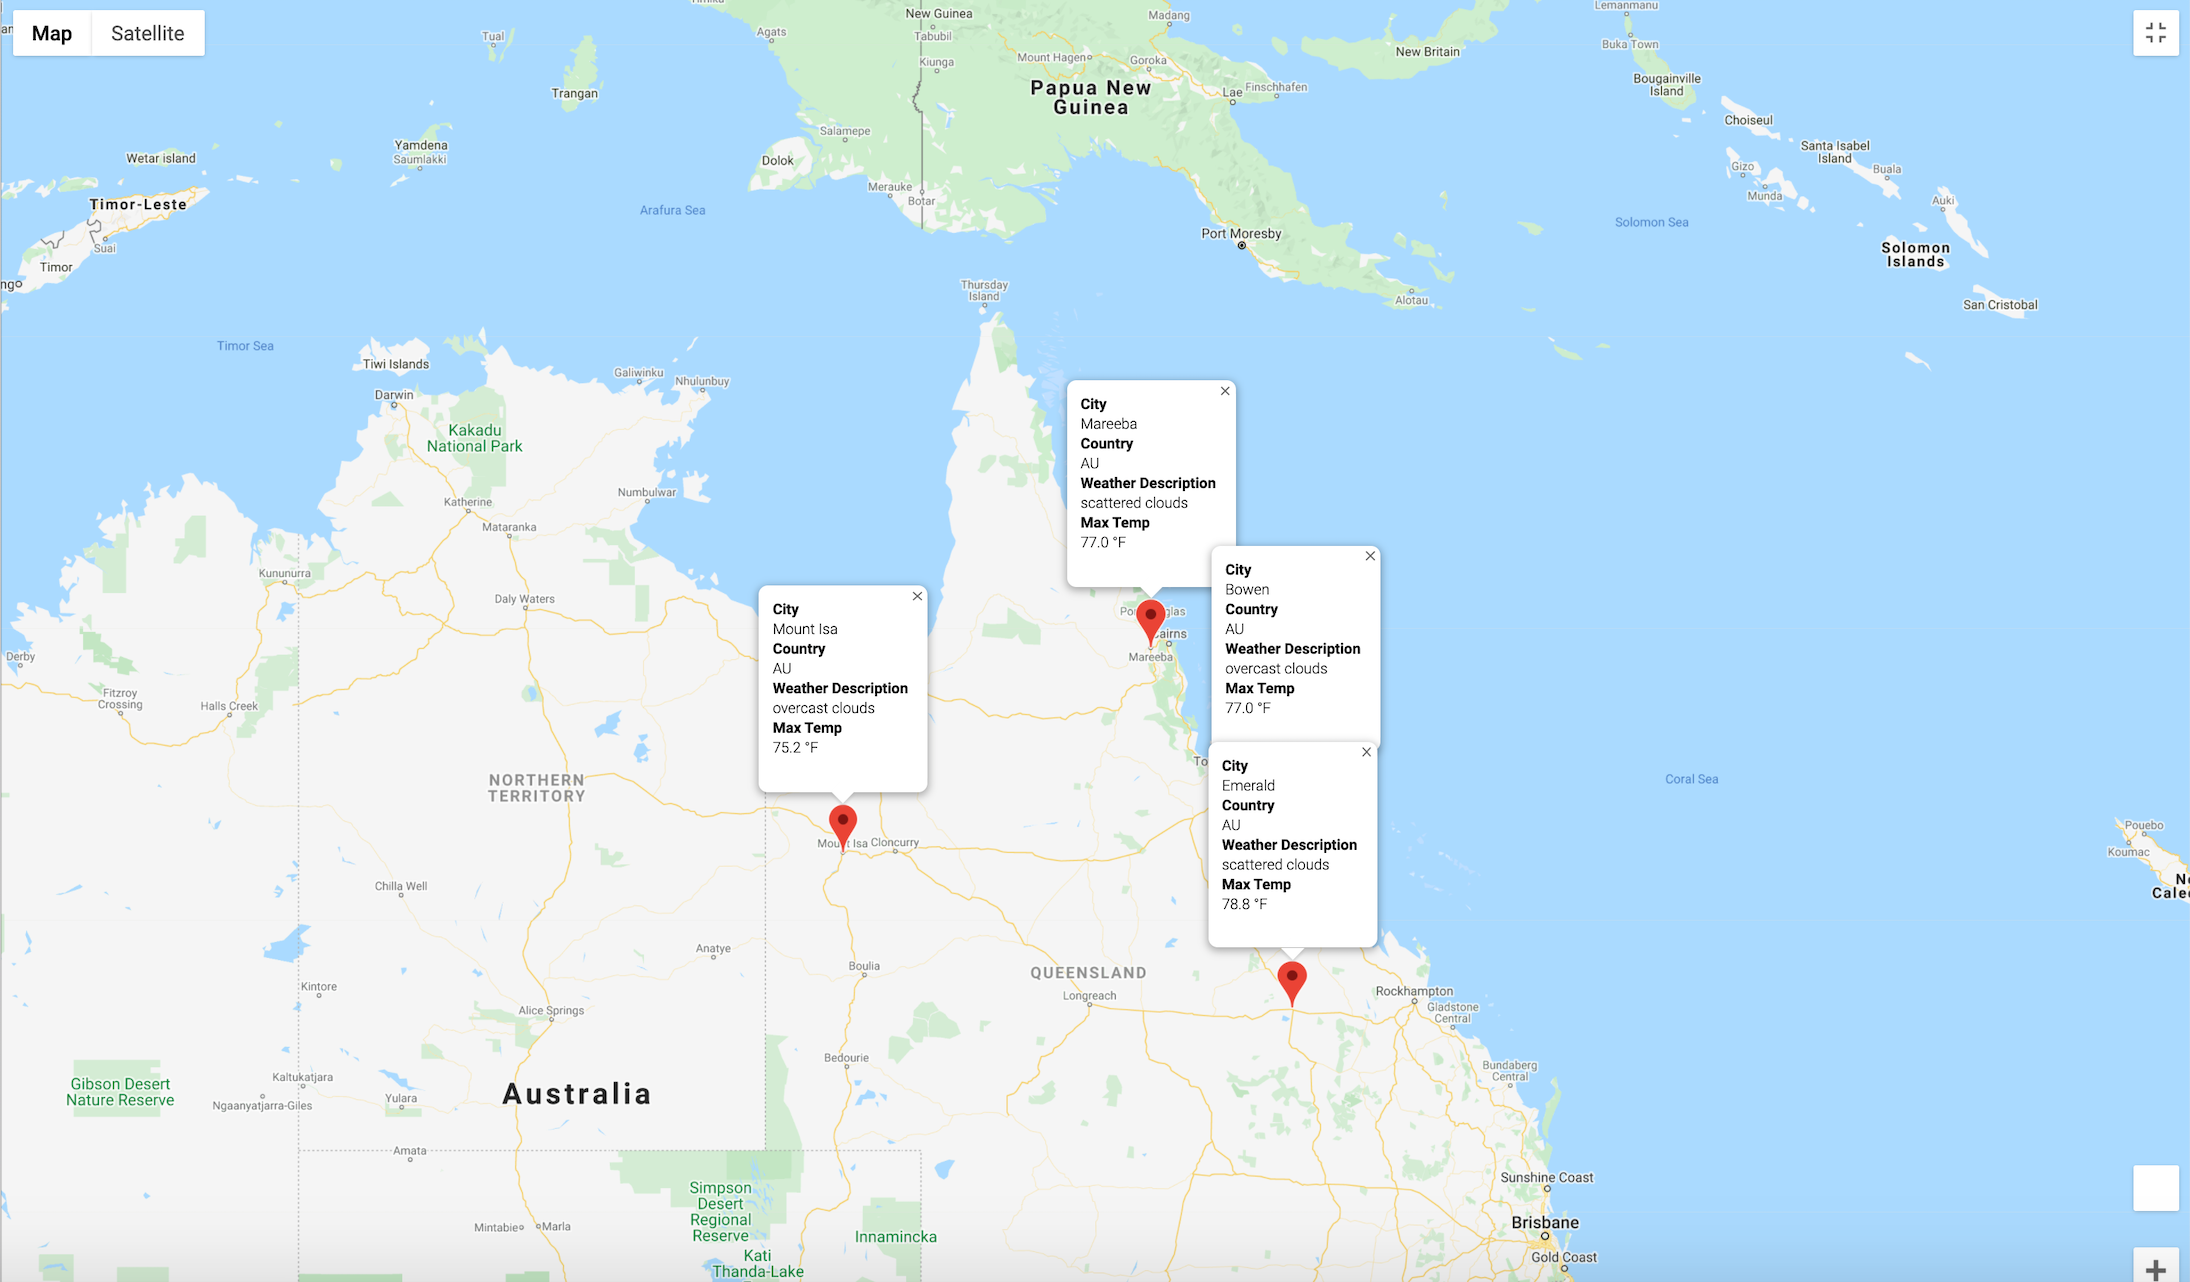 Map
Satellite
New Guinea
Tabubil
Madang
Lemanmanu
Tual
Agats
Kiunga
Mount Hagen
Goroka
New Britain
Buka Town
Trangan
Papua New
Guinea
Lae
Finschhafen
Bougainville
Island
Choiseul
Salamepe
Yamdena
Saumlakki
Wetar island
Dolok
Santa Isabel
Island
Gizo
Buala
Merauke
Botar
Munda
Auki
Timor-Leste
Arafura Sea
Solomon Sea
Suai
Port Moresby
Solomon
Islands
Timor
Thursday
Island
Alotau
San Cristobal
Timor Sea
Tiwi Islands
Galiwinku
Nhulunbuy
Darwin
Kakadu
National Park
Katherine
Numbulwar
Mataranka
City
Mareeba
Country
AU
Weather Description
scattered clouds
Max Temp
77.0 °F
Kununurra
Daly Waters
City
Bowen
Country
AU
Weather Description
overcast clouds
Max Temp
77.0 °F
City
Mount Isa
Country
AU
Weather Description
overcast clouds
Max Temp
75.2 °F
Cairns
Mareeba
Derby
Fitzroy
Crossing
Halls Creek
City
Emerald
Country
AU
Weather Description
scattered clouds
Max Temp
78.8 °F
NORTHERN
TERRITORY
Coral Sea
Mount Isa
Cloncurry
Pouebo
Koumac
Chilla Well
Anatye
Boulia
QUEENSLAND
Longreach
Kintore
Rockhampton
Gladstone
Central
Alice Springs
Bedourie
Bundaberg
Central
Gibson Desert
Nature Reserve
Kaltukatjara
Ngaanyatjarra-Giles
Yulara
Australia
Amata
Simpson
Desert
Regional
Reserve
Sunshine Coast
Mintabie
Marla
Innamincka
Brisbane
Kati
Thanda-Lake
Gold Coast